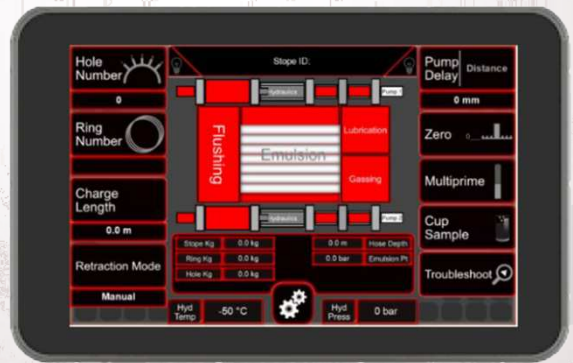 Hole
Number
0
Ring
Number
Charge
Length
0.0 m
Retraction Mode
Manual
Stope ID:
Hydraulics
Pump 1
Flushing
Emulsion
Lubrication
Gassing
Hydraulics
Pump 2
Stope Kg 0.0 kg 0.0 m Hose Depth
Ring Kg 0.0 kg 0.0 bar Emulsion Pt
Hole Kg 0.0 kg
Hyd
Temp
-50 °C
Hyd
Press
0 bar
Pump
Delay
Distance
0 mm
Zero
0
Multiprime
Cup
Sample
Troubleshoot